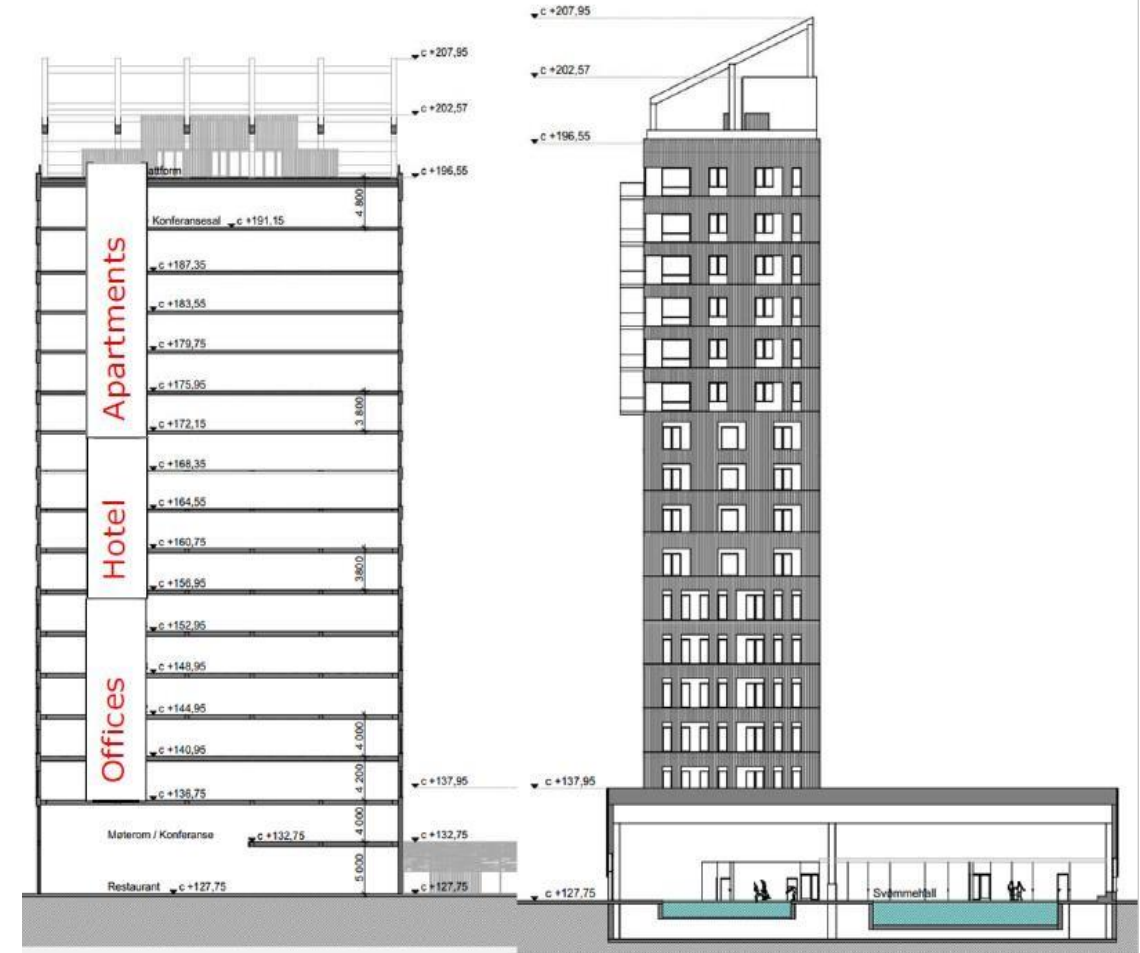 c +207,95
c +202,57
attform
c +196,55
4 800
Konferansesal
c +191,15
c +187,35
c +183,55
c +179,75
c +175,95
3 800
c +172,15
c +168,35
c +164,55
c +160,75
3800
c +156,95
c +152,95
c +148,95
c +144,95
4 000
c +140,95
4 200
c +136,75
4 000
Møterom / Konferanse
c +132,75
5 000
Restaurant
c +127,75
Apartments
Hotel
Offices
c +137,95
c +132,75
c +127,75
c +207,95
c +202,57
c +196,55
c +137,95
c +127,75
Svømmehall